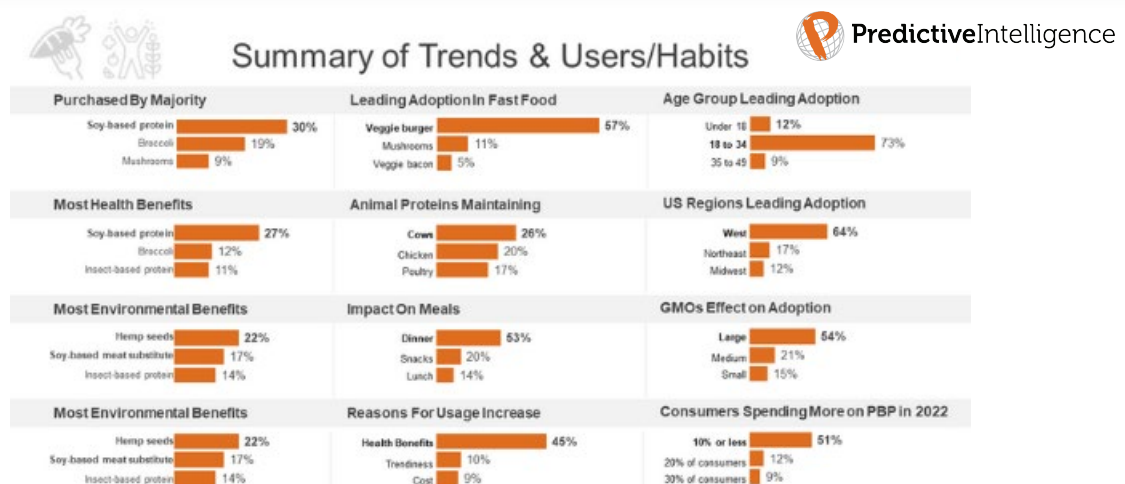 PredictiveIntelligence
Summary of Trends & Users/Habits
Purchased By Majority
Soy-based protein 30%
Broccoli 19%
Mushrooms 9%
Leading Adoption In Fast Food
Veggie burger 57%
Mushrooms 11%
Veggie bacon 5%
Age Group Leading Adoption
Under 18 12%
18 to 34 73%
35 to 49 9%
Most Health Benefits
Soy-based protein 27%
Broccoli 12%
Insect-based protein 11%
Animal Proteins Maintaining
Cows 26%
Chicken 20%
Poultry 17%
US Regions Leading Adoption
West 64%
Northeast 17%
Midwest 12%
Most Environmental Benefits
Hemp seeds 22%
Soy-based meat substitute 17%
Insect-based protein 14%
Impact On Meals
Dinner 53%
Snacks 20%
Lunch 14%
GMOs Effect on Adoption
Large 54%
Medium 21%
Small 15%
Most Environmental Benefits
Hemp seeds 22%
Soy-based meat substitute 17%
Insect-based protein 14%
Reasons For Usage Increase
Health Benefits 45%
Trendiness 10%
Cost 9%
Consumers Spending More on PBP in 2022
10% or less 51%
20% of consumers 12%
30% of consumers 9%